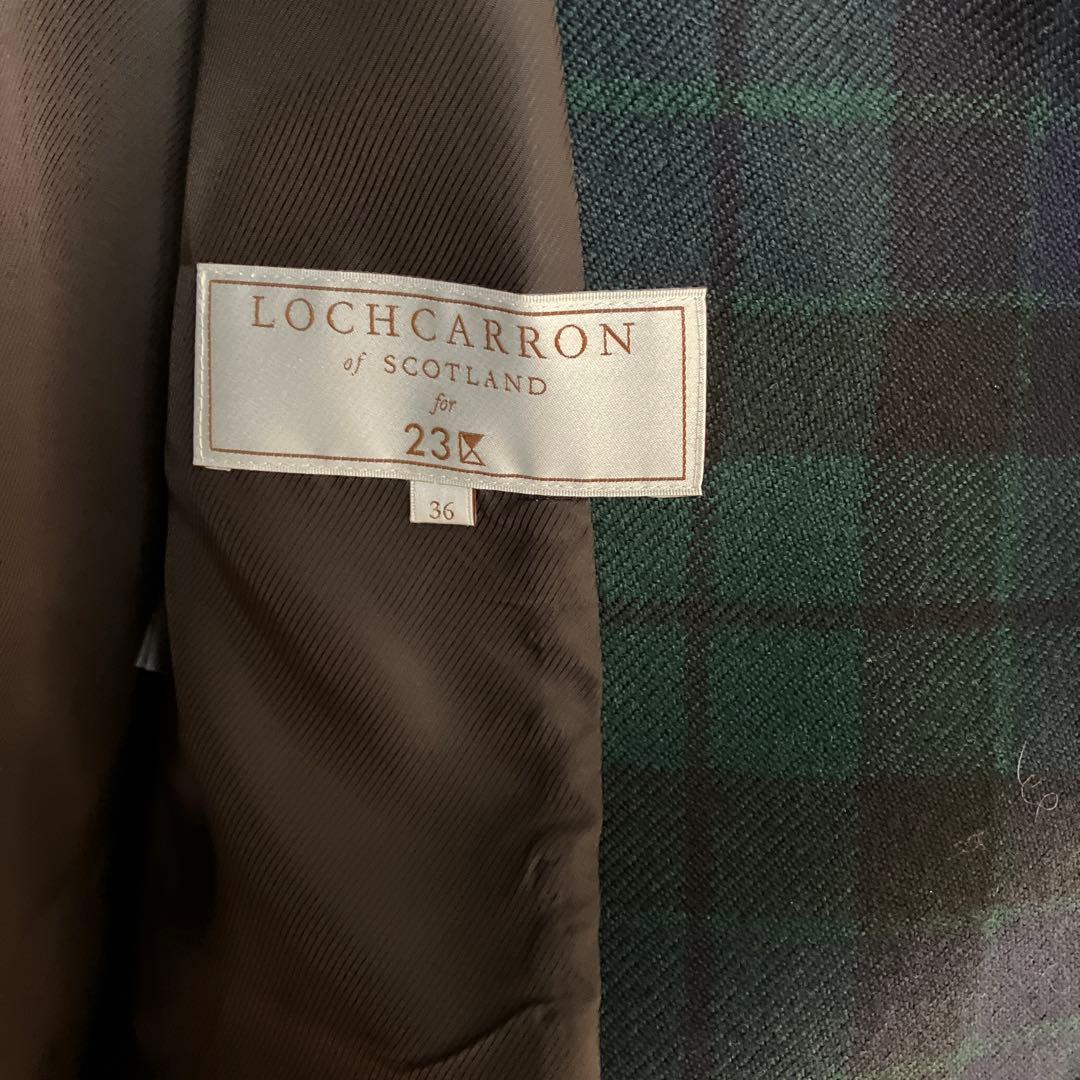 LOCHCARRON
of SCOTLAND
for
23区
36